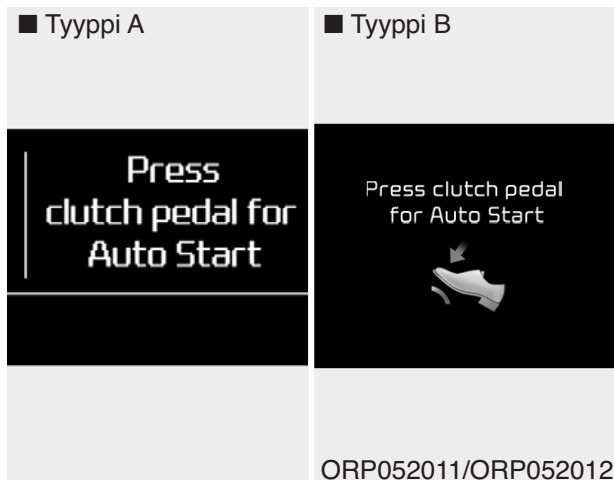 ■ Tyyppi A
Press
clutch pedal for
Auto Start
■ Tyyppi B
Press clutch pedal
for Auto Start
ORP052011/ORP052012